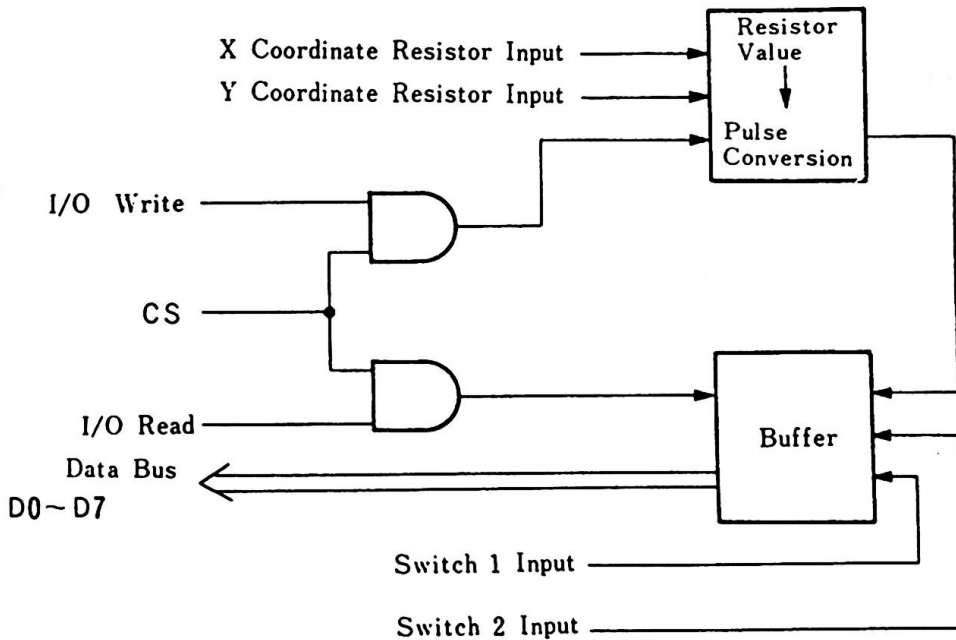 X Coordinate Resistor Input
Y Coordinate Resistor Input
Resistor
Value
Pulse
Conversion
I/O Write
CS
I/O Read
Data Bus
D0~D7
Buffer
Switch 1 Input
Switch 2 Input